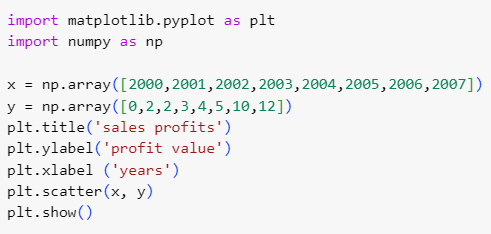 import matplotlib.pyplot as plt
import numpy as np
x = np.array([2000,2001,2002,2003,2004,2005,2006,2007])
y = np.array([0,2,2,3,4,5,10,12])
plt.title('sales profits')
plt.ylabel('profit value')
plt.xlabel ('years')
plt.scatter(x, y)
plt.show()